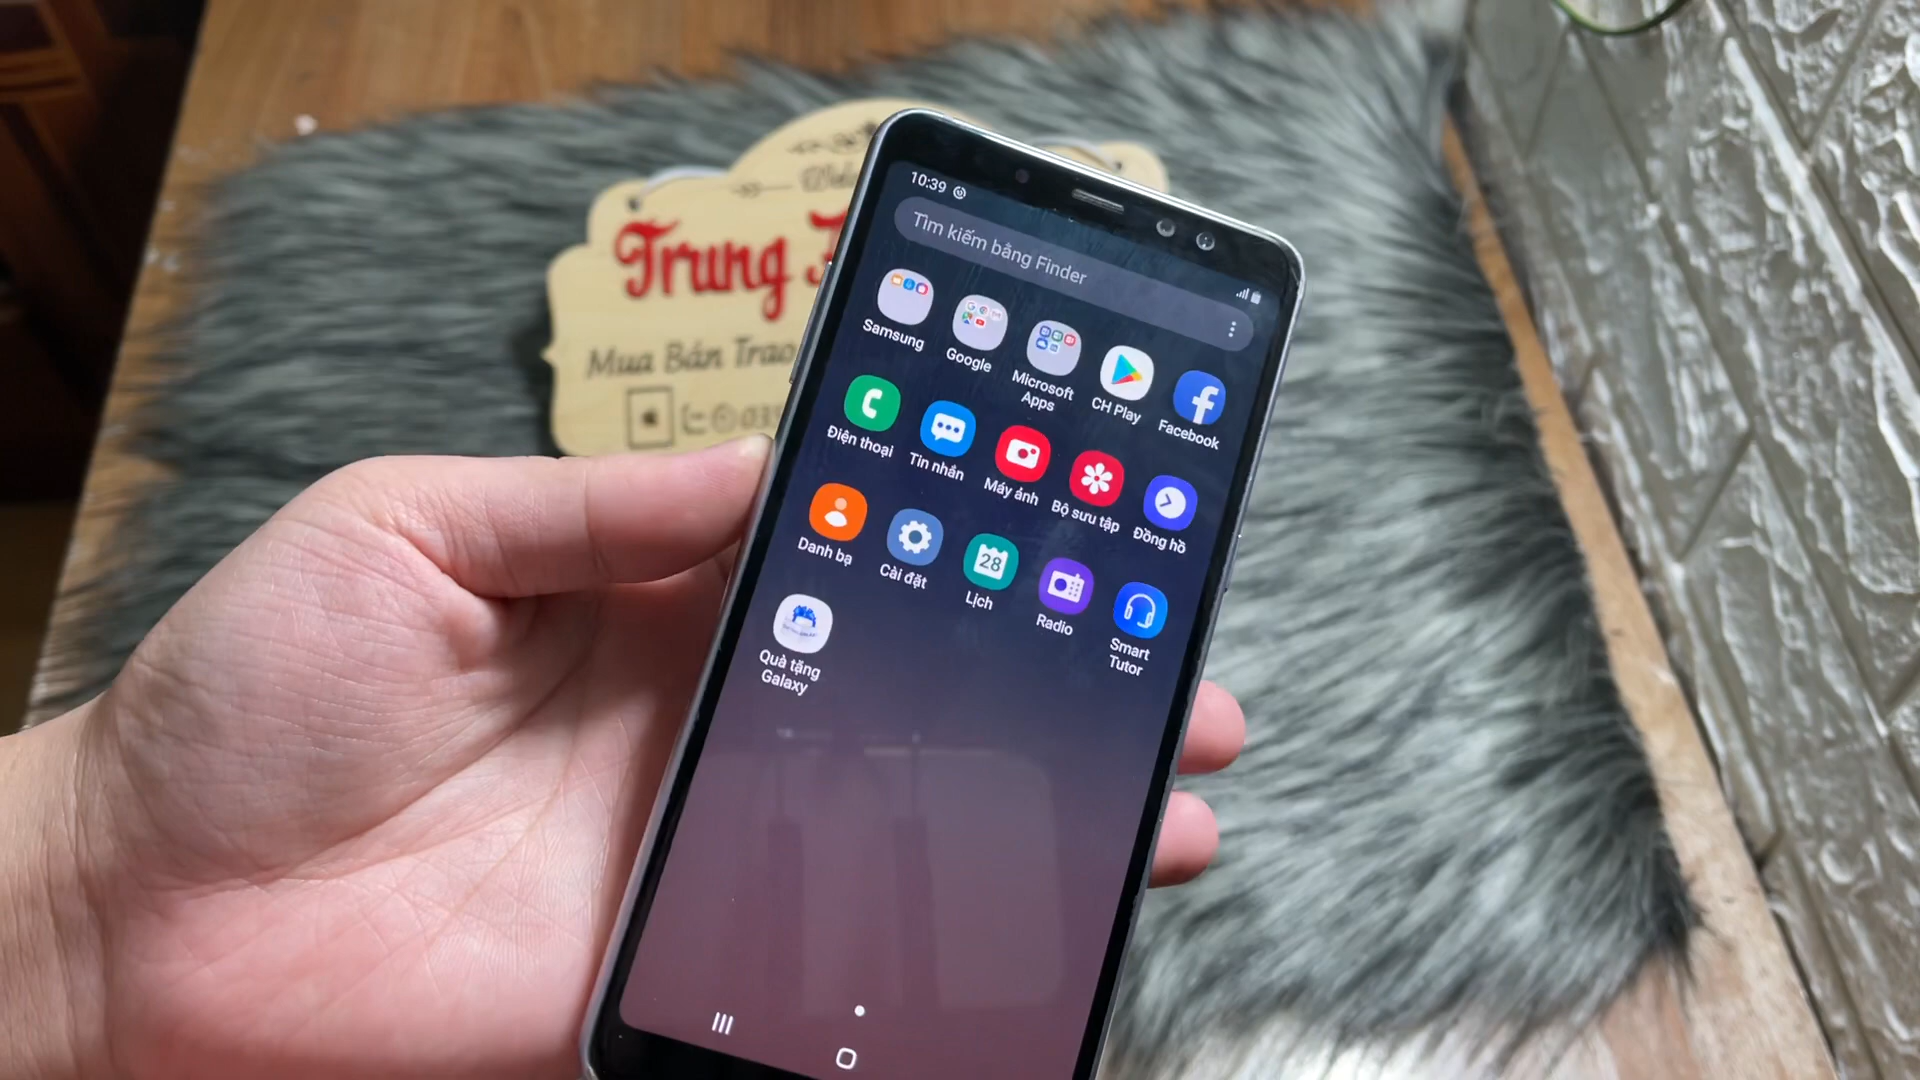 Trung
Mua Bán Trao
10:39
Tìm kiếm bằng Finder
Samsung
Google
Microsoft
Apps
CH Play
Facebook
Điện thoại
Tin nhắn
Máy ảnh
Bộ sưu tập
Đồng hồ
Danh bạ
Cài đặt
28
Lịch
Radio
Smart
Tutor
Quà tặng
Galaxy